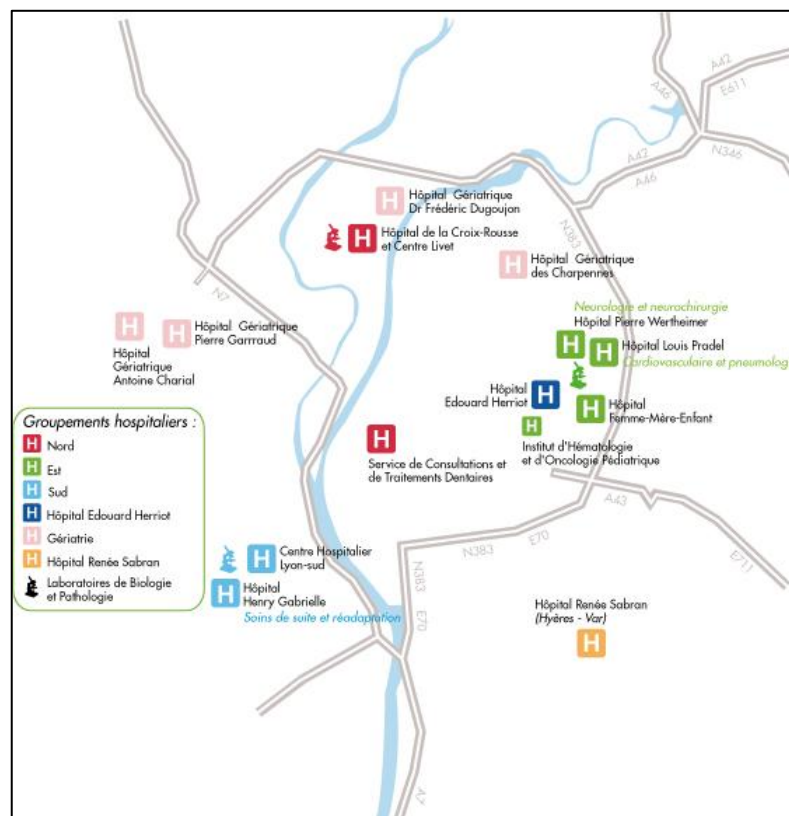 A42
A46
E611
A42
A46
N346
N383
Hôpital Gériatrique
Dr Frédéric Dugoujon
H
H
Hôpital de la Croix-Rousse
et Centre Livet
H
Hôpital Gériatrique
des Charpennes
N7
H
H
Hôpital Gériatrique
Pierre Garrraud
Hôpital
Gériatrique
Antoine Charial
Neurologie et neurochirurgie
Hôpital Pierre Wertheimer
H
H
Hôpital Louis Pradel
Cardiovasculaire et pneumolog
Hôpital
Edouard Herriot
H
H
Hôpital
Femme-Mère-Enfant
H
Institut d'Hématologie
et d'Oncologie Pédiatrique
H
Service de Consultations et
de Traitements Dentaires
Groupements hospitaliers :
H Nord
H Est
H Sud
H Hôpital Edouard Herriot
H Gériatrie
H Hôpital Renée Sabran
Laboratoires de Biologie
et Pathologie
A43
E711
N383
E70
N383
E70
H
Centre Hospitalier
Lyon-sud
H
Hôpital
Henry Gabrielle
Soins de suite et réadaptation
Hôpital Renée Sabran
(Hyères - Var)
H